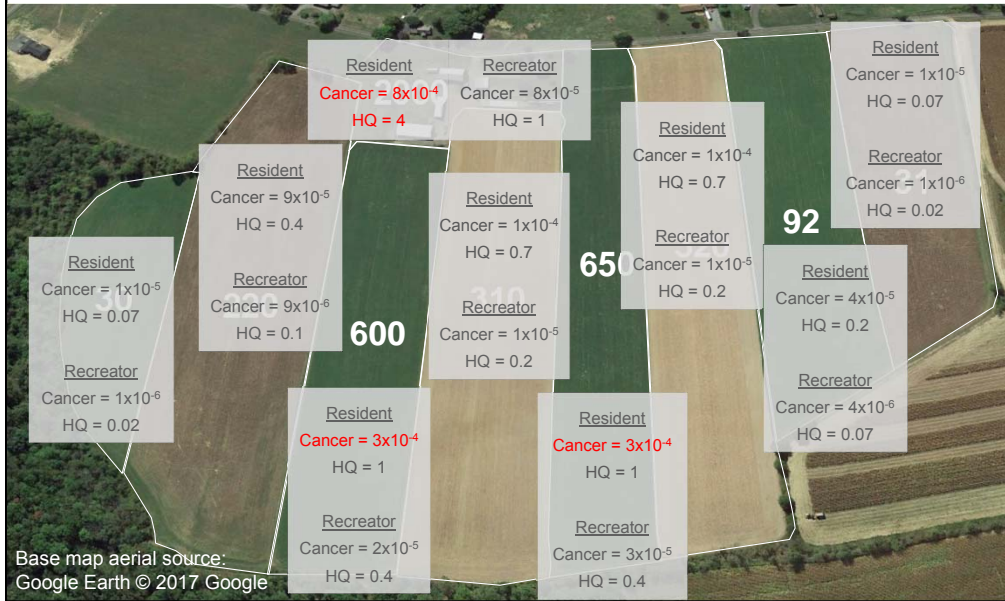 Resident
Cancer = 8x10⁻⁴
HQ = 4
Recreator
Cancer = 8x10⁻⁵
HQ = 1
Resident
Cancer = 1x10⁻⁵
HQ = 0.07
Recreator
Cancer = 1x10⁻⁶
HQ = 0.02
31
Resident
Cancer = 1x10⁻⁴
HQ = 0.7
Recreator
Cancer = 1x10⁻⁵
HQ = 0.2
Resident
Cancer = 9x10⁻⁵
HQ = 0.4
Recreator
Cancer = 9x10⁻⁶
HQ = 0.1
220
Resident
Cancer = 1x10⁻⁴
HQ = 0.7
Recreator
Cancer = 1x10⁻⁵
HQ = 0.2
310
92
650
600
Resident
Cancer = 1x10⁻⁵
HQ = 0.07
Recreator
Cancer = 1x10⁻⁶
HQ = 0.02
30
Resident
Cancer = 4x10⁻⁵
HQ = 0.2
Recreator
Cancer = 4x10⁻⁶
HQ = 0.07
Resident
Cancer = 3x10⁻⁴
HQ = 1
Recreator
Cancer = 2x10⁻⁵
HQ = 0.4
Resident
Cancer = 3x10⁻⁴
HQ = 1
Recreator
Cancer = 3x10⁻⁵
HQ = 0.4
Base map aerial source:
Google Earth © 2017 Google